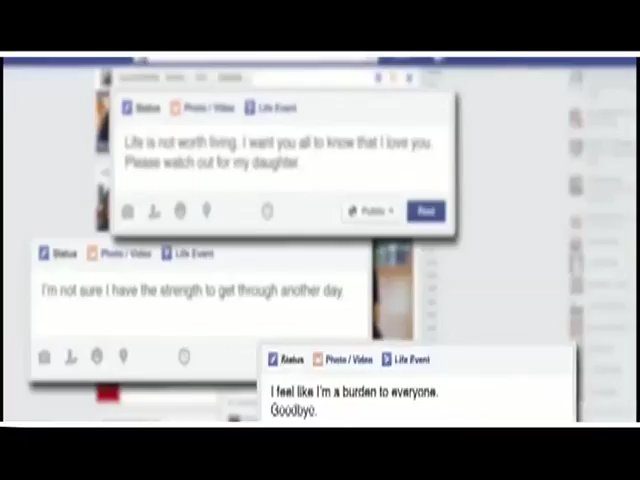 Status Photo / Video Life Event
Life is not worth living. I want you all to know that I love you.
Please watch out for my daughter.
Public Post
Status Photo / Video Life Event
I'm not sure I have the strength to get through another day
Status Photo / Video Life Event
I feel like I'm a burden to everyone.
Goodbye.